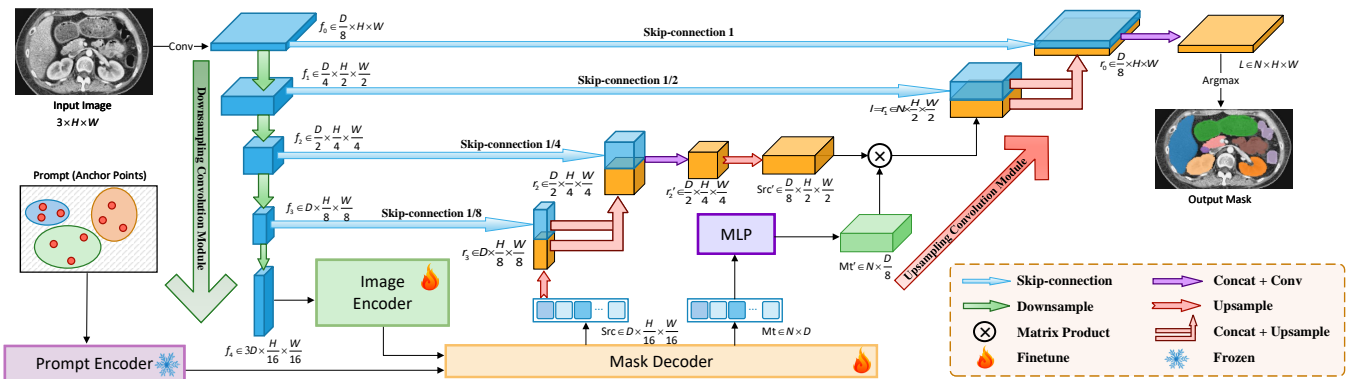 Input Image
3×H×W
Conv
f₀ ∈ D/8 × H × W
Skip-connection 1
r₀ ∈ D/8 × H × W
L ∈ N × H × W
Argmax
Output Mask
Downsampling Convolution Module
f₁ ∈ D/4 × H/2 × W/2
Skip-connection 1/2
I=r₁ ∈ N × H/2 × W/2
f₂ ∈ D/2 × H/4 × W/4
Skip-connection 1/4
r₂ ∈ D/2 × H/4 × W/4
r₂' ∈ D/2 × H/4 × W/4
Src' ∈ D/8 × H/2 × W/2
Prompt (Anchor Points)
f₃ ∈ D × H/8 × W/8
Skip-connection 1/8
r₃ ∈ D × H/8 × W/8
MLP
Mt' ∈ N × D/8
Upsampling Convolution Module
Image
Encoder
f₄ ∈ 3D × H/16 × W/16
...
Src ∈ D × H/16 × W/16
...
Mt ∈ N × D
Prompt Encoder
Mask Decoder
Skip-connection
Concat + Conv
Downsample
Upsample
Matrix Product
Concat + Upsample
Finetune
Frozen